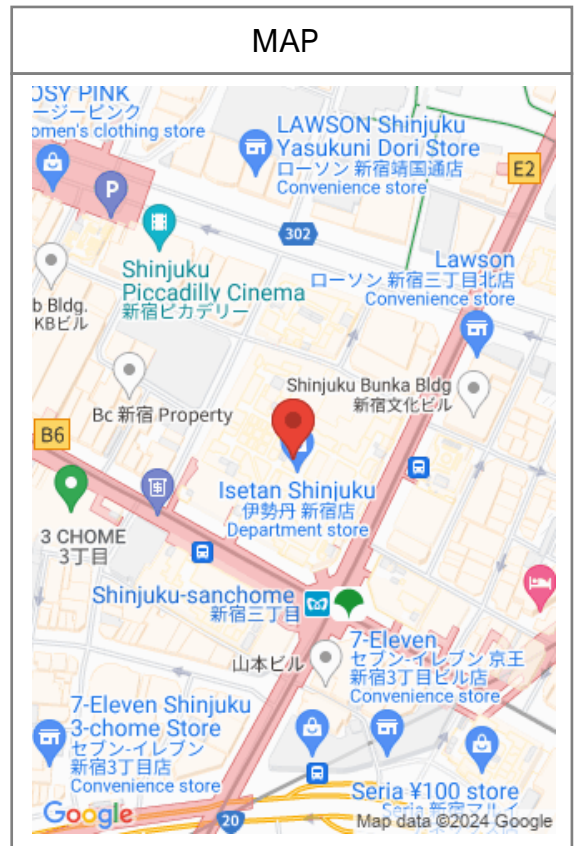 MAP
OSY PINK
ージーピンク
omen's clothing store
LAWSON Shinjuku
Yasukuni Dori Store
ローソン 新宿靖国通店
Convenience store
E2
P
302
Shinjuku
Piccadilly Cinema
新宿ピカデリー
Lawson
ローソン 新宿三丁目北店
Convenience store
b Bldg.
KBビル
Bc 新宿 Property
Shinjuku Bunka Bldg
新宿文化ビル
B6
Isetan Shinjuku
伊勢丹 新宿店
Department store
3 CHOME
3丁目
Shinjuku-sanchome
新宿三丁目
山本ビル
7-Eleven
セブン-イレブン 京王
新宿3丁目ビル店
Convenience store
7-Eleven Shinjuku
3-chome Store
セブン-イレブン
新宿3丁目店
Convenience store
Seria ¥100 store
Seria 新宿マルイ
Google
20
Map data ©2024 Google